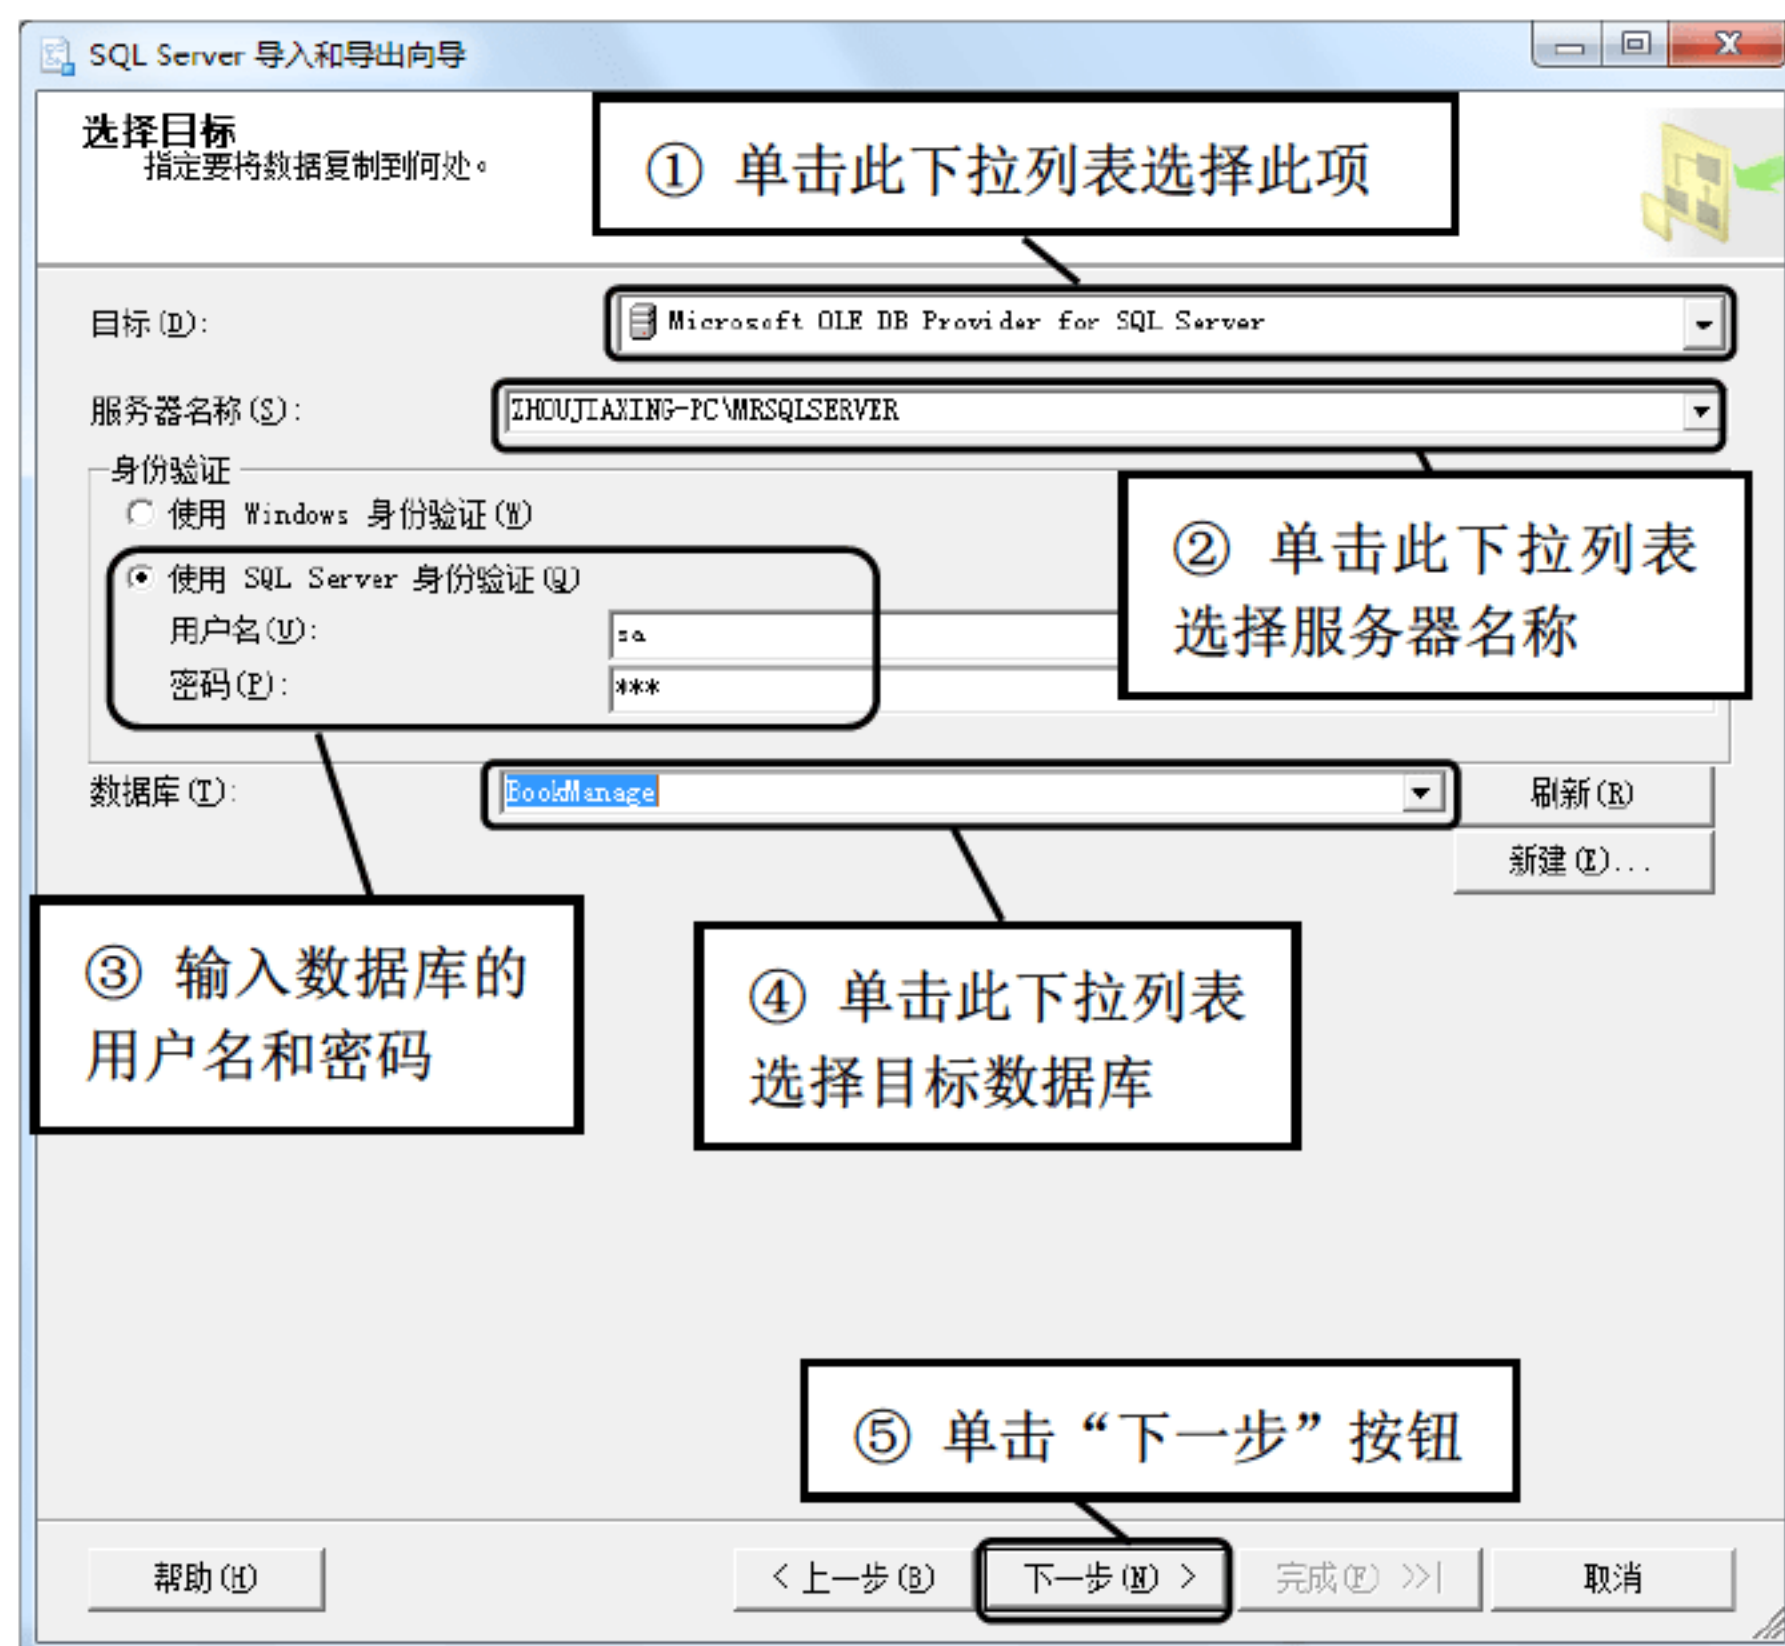 SQL Server 导入和导出向导
选择目标
指定要将数据复制到何处。
① 单击此下拉列表选择此项
目标(D):
Microsoft OLE DB Provider for SQL Server
服务器名称(S):
ZHOUJIAXING-PC\MRSQLSERVER
身份验证
使用 Windows 身份验证(W)
② 单击此下拉列表
选择服务器名称
使用 SQL Server 身份验证(Q)
用户名(U):
sa
密码(P):
***
数据库(T):
BookManage
刷新(R)
新建(E)...
③ 输入数据库的
用户名和密码
④ 单击此下拉列表
选择目标数据库
⑤ 单击“下一步”按钮
帮助(H)
< 上一步(B)
下一步(N) >
完成(F) >>|
取消